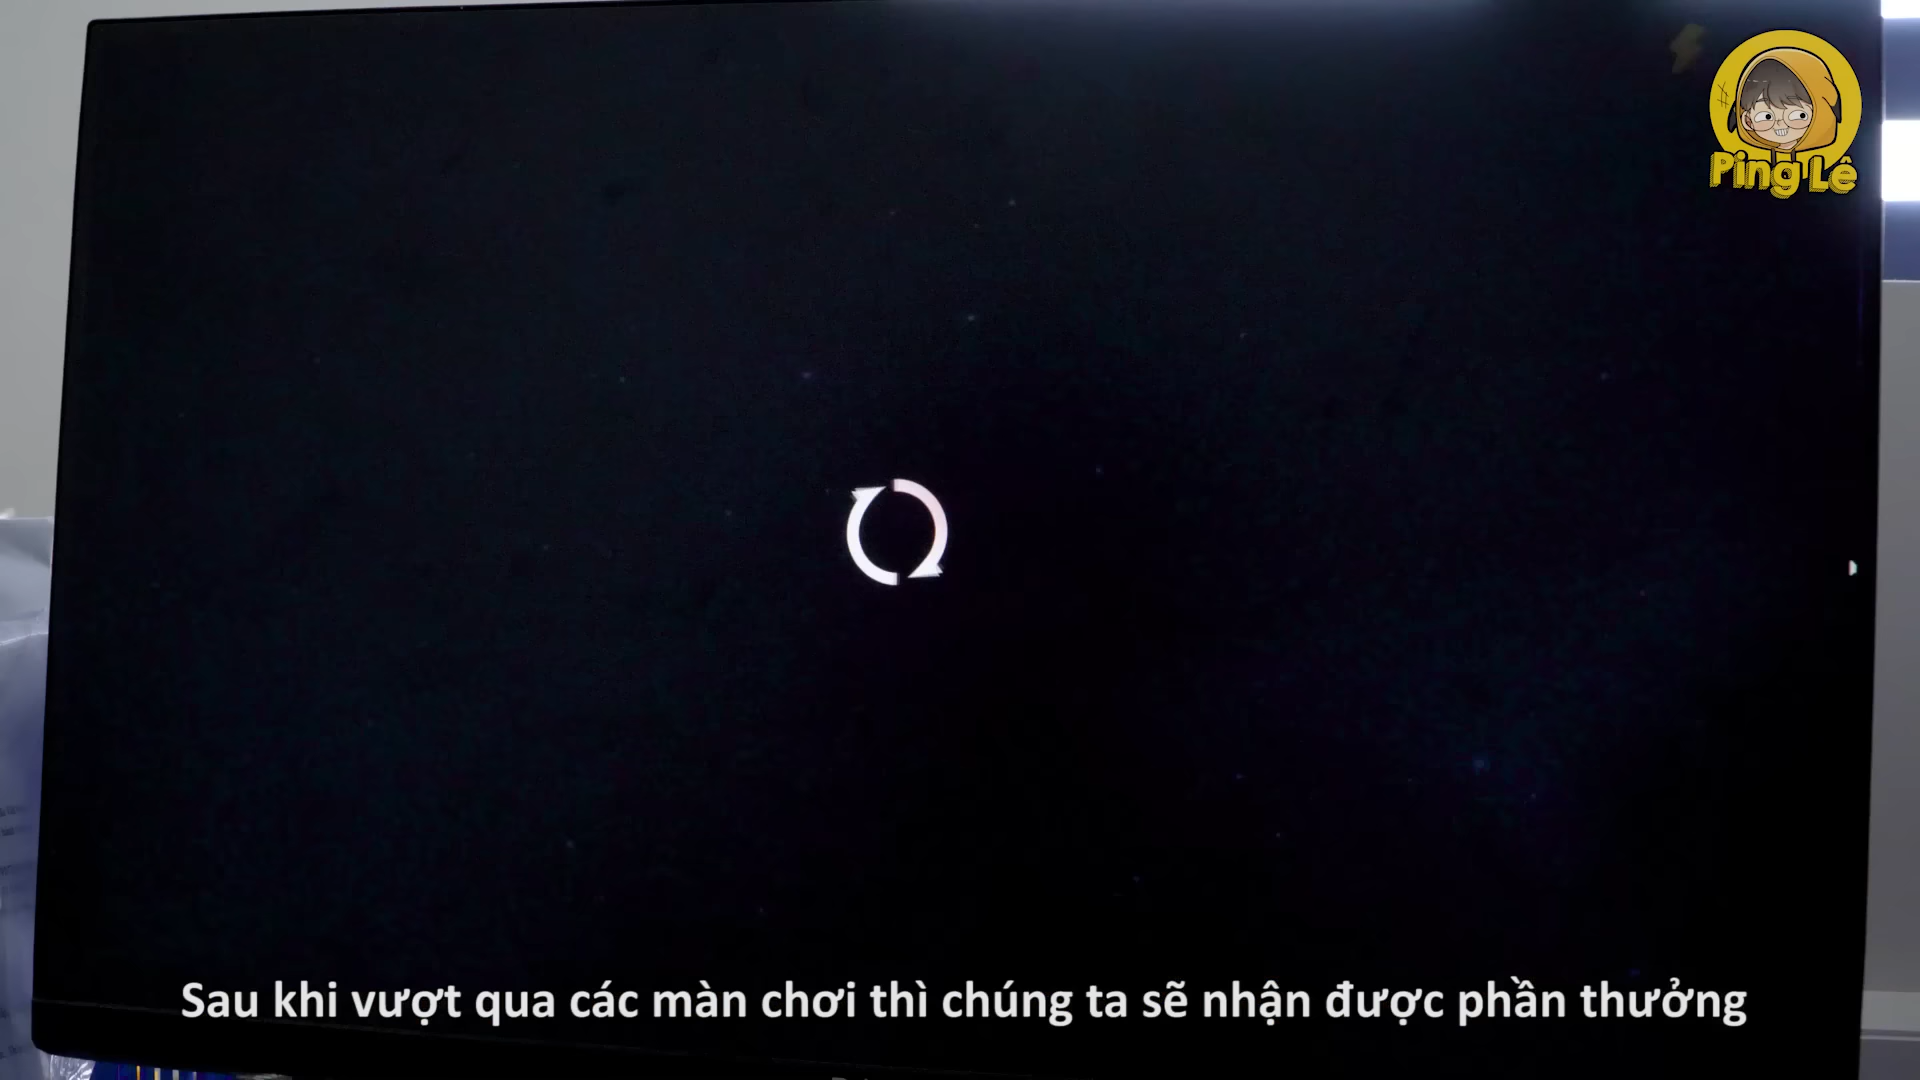 Ping Lê
Sau khi vượt qua các màn chơi thì chúng ta sẽ nhận được phần thưởng